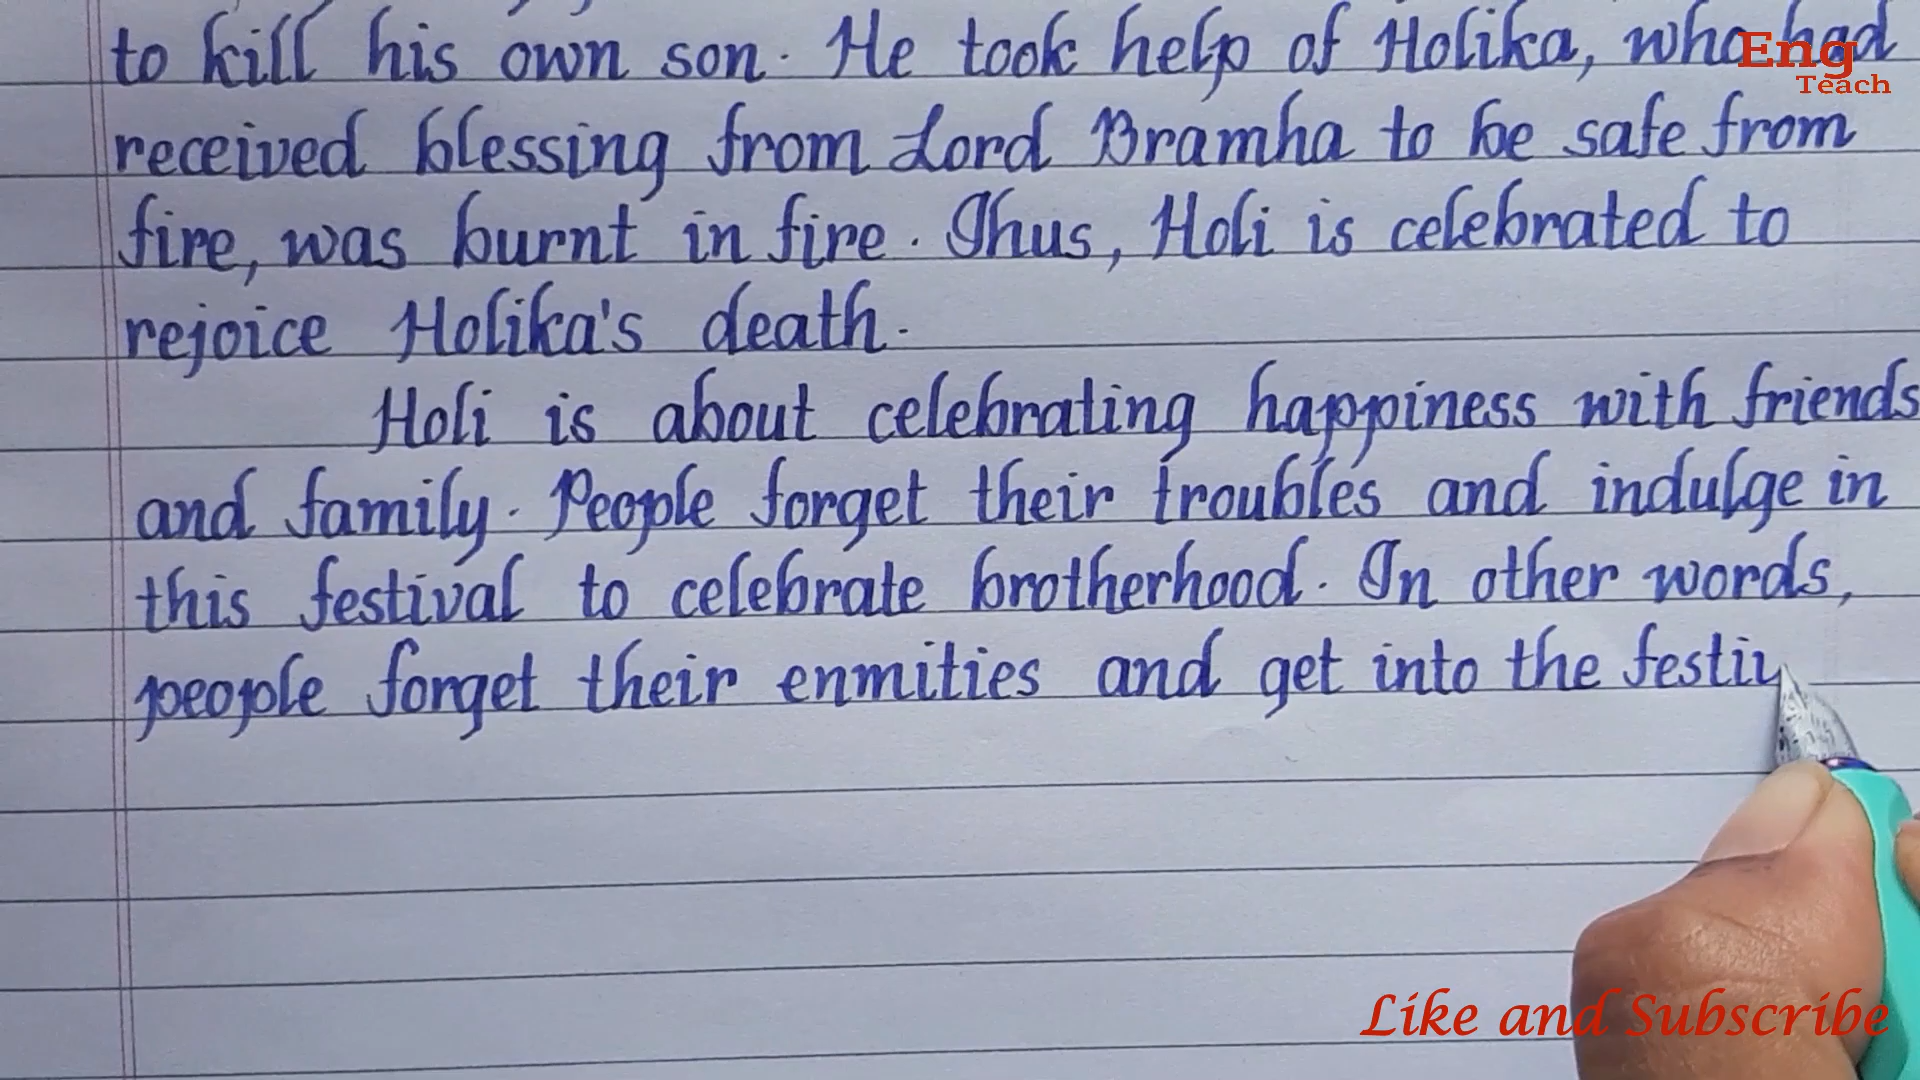 to kill his own son. He took help of Holika, who had
Eng
Teach
received blessing from Lord Bramha to be safe from
fire, was burnt in fire. Thus, Holi is celebrated to
rejoice Holika's death.
Holi is about celebrating happiness with friends
and family. People forget their troubles and indulge in
this festival to celebrate brotherhood. In other words,
people forget their enmities and get into the festiv
Like and Subscribe